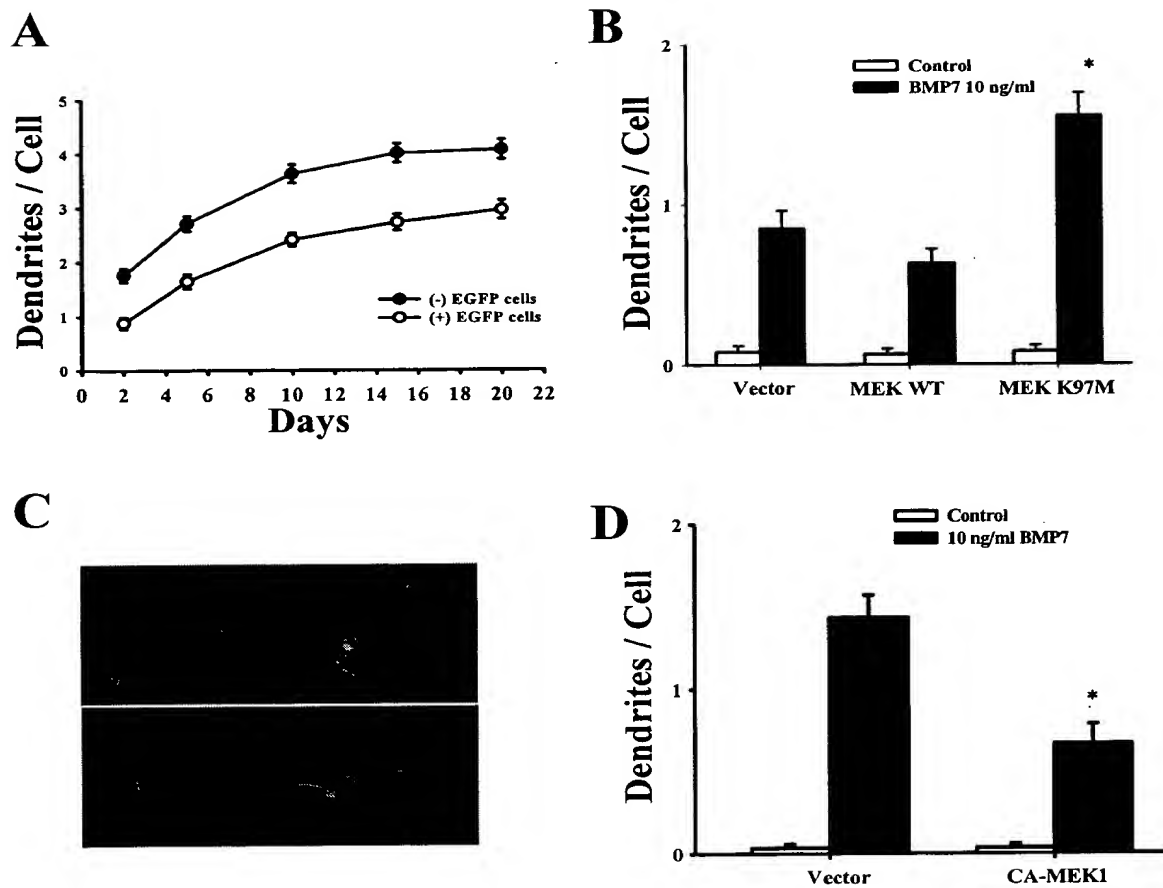 A
Dendrites / Cell
5
4
3
2
1
0
(-) EGFP cells
(+) EGFP cells
0 2 4 6 8 10 12 14 16 18 20 22
Days
B
Dendrites / Cell
2
1
0
Control
BMP7 10 ng/ml
*
Vector MEK WT MEK K97M
C
D
Dendrites / Cell
2
1
0
Control
10 ng/ml BMP7
*
Vector CA-MEK1